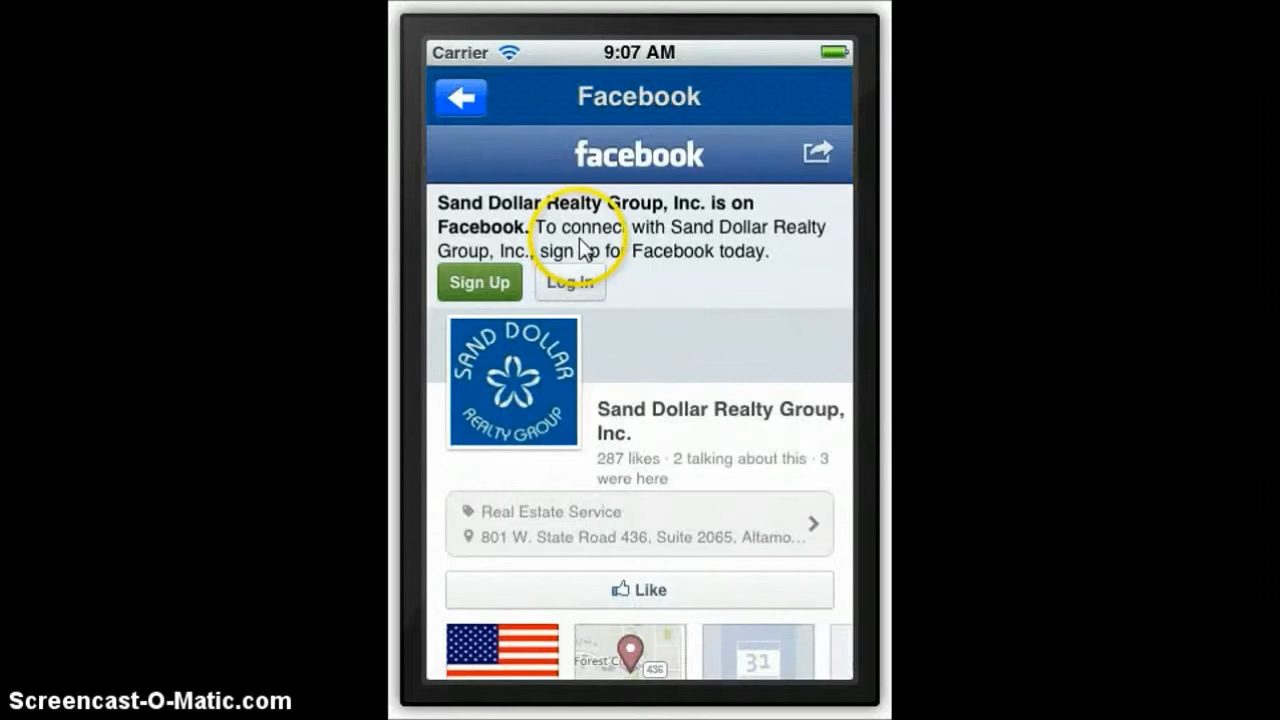 Carrier 9:07 AM
Facebook
facebook
Sand Dollar Realty Group, Inc. is on
Facebook. To connect with Sand Dollar Realty
Group, Inc., sign up for Facebook today.
Sign Up Log In
SAND DOLLAR
REALTY GROUP
Sand Dollar Realty Group,
Inc.
287 likes · 2 talking about this · 3
were here
Real Estate Service
801 W. State Road 436, Suite 2065, Altamo...
Like
Forest C
436
31
Screencast-O-Matic.com